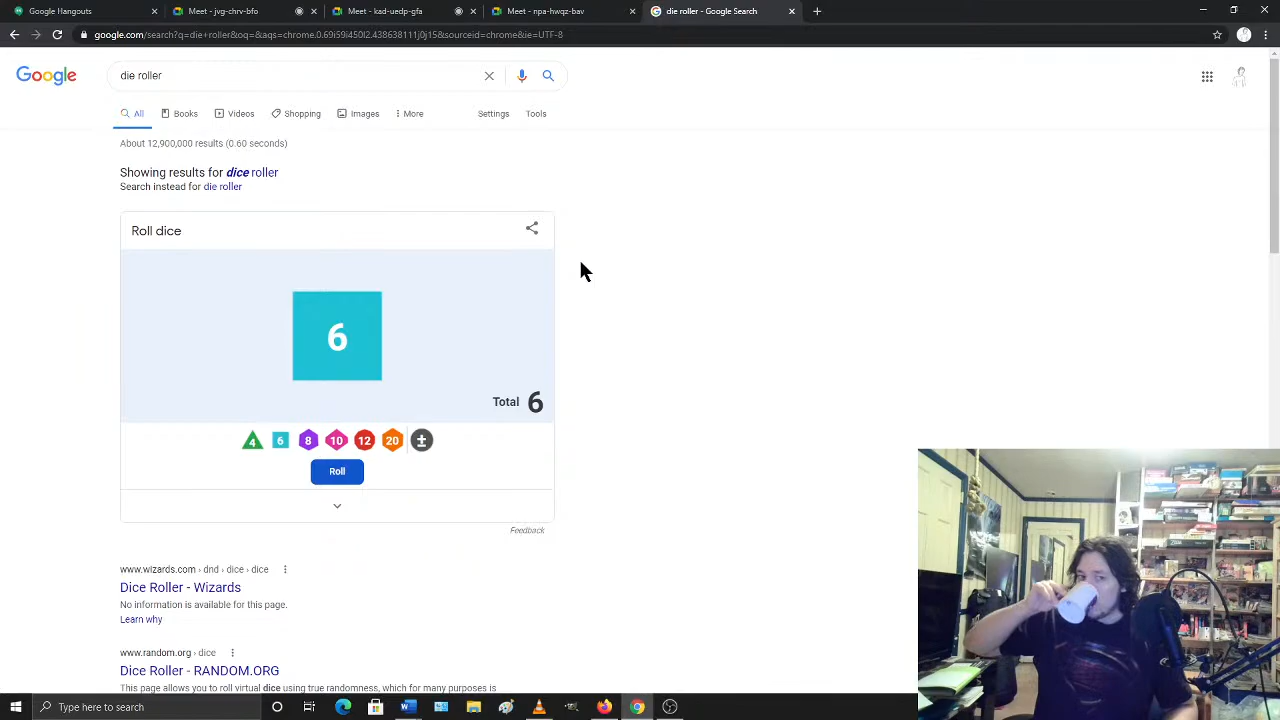 Google Hangouts
Meet - jvg-chrv-bfo
Meet - kad-uedp-gfa
Meet - npa-hwqz-bav
die roller - Google Search
google.com/search?q=die+roller&oq=&aqs=chrome.0.69i59i450l2.438638111j0j15&sourceid=chrome&ie=UTF-8
Google
die roller
All
Books
Videos
Shopping
Images
More
Settings
Tools
About 12,900,000 results (0.60 seconds)
Showing results for dice roller
Search instead for die roller
Roll dice
6
Total 6
4 6 8 10 12 20 ±
Roll
Feedback
www.wizards.com › dnd › dice › dice
Dice Roller - Wizards
No information is available for this page.
Learn why
www.random.org › dice
Dice Roller - RANDOM.ORG
This page allows you to roll virtual dice using true randomness, which for many purposes is
Type here to search